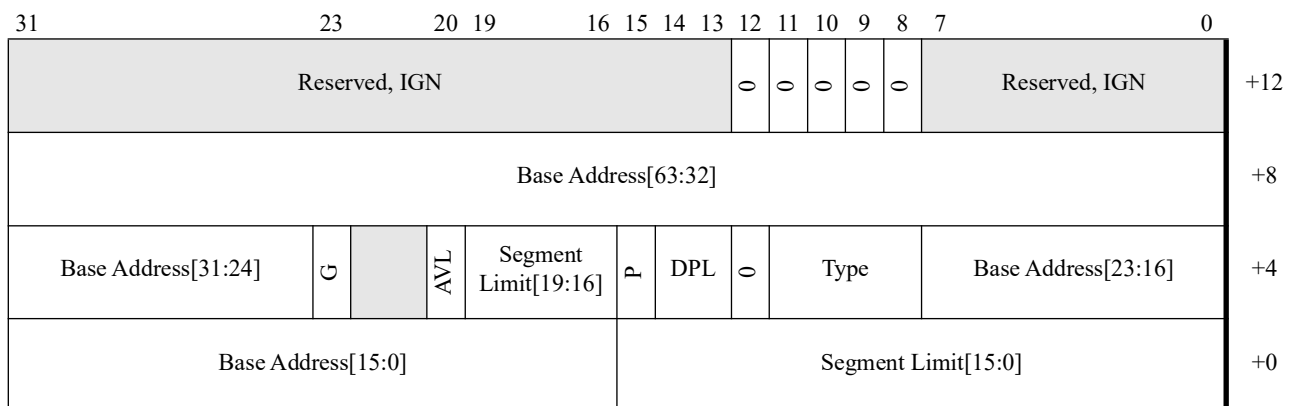 31 23 20 19 16 15 14 13 12 11 10 9 8 7 0
Reserved, IGN 0 0 0 0 0 Reserved, IGN +12
Base Address[63:32] +8
Base Address[31:24] G AVL Segment Limit[19:16] P DPL 0 Type Base Address[23:16] +4
Base Address[15:0] Segment Limit[15:0] +0